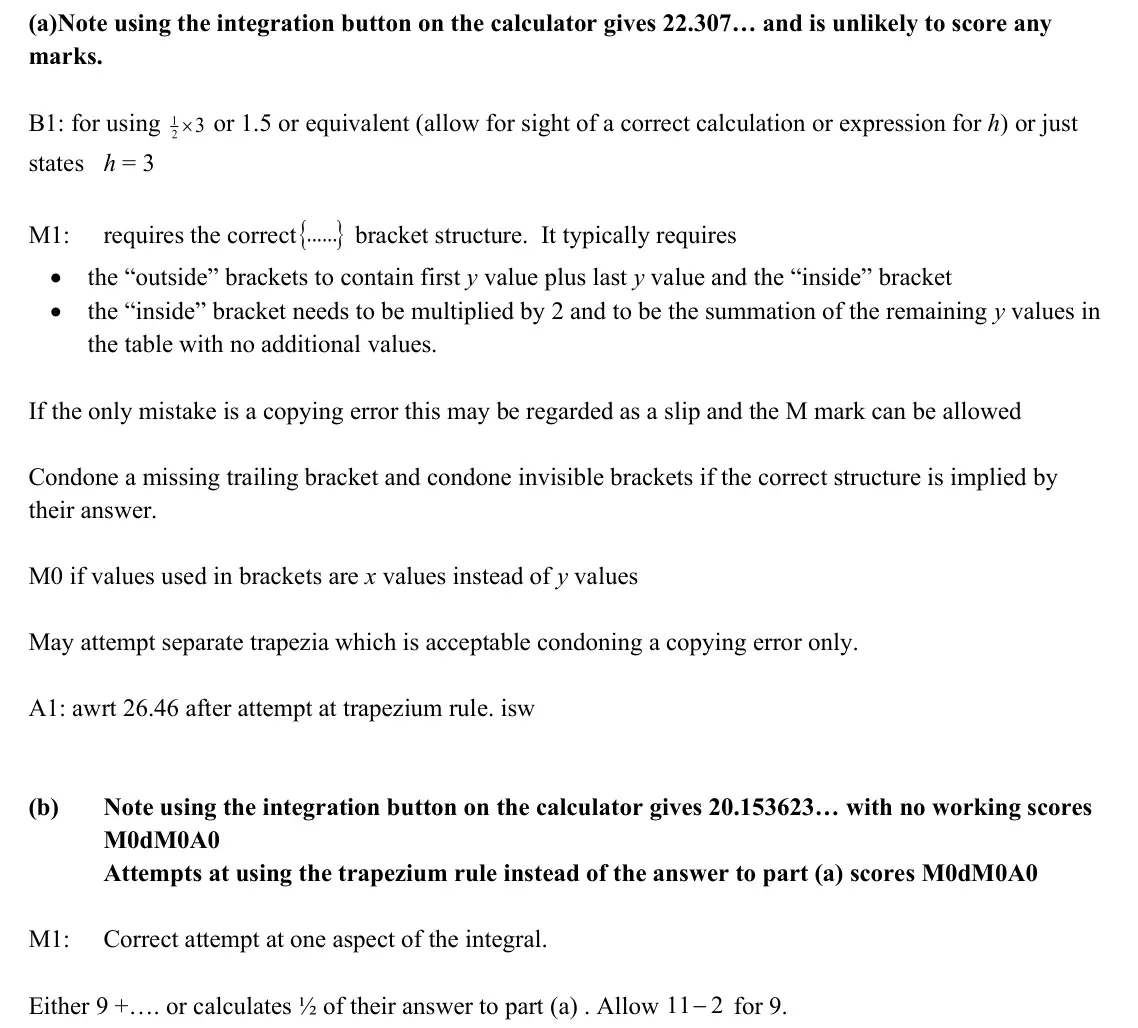 (a)Note using the integration button on the calculator gives 22.307… and is unlikely to score any
marks.
B1: for using ½×3 or 1.5 or equivalent (allow for sight of a correct calculation or expression for h) or just
states h = 3
M1: requires the correct {......} bracket structure. It typically requires
• the “outside” brackets to contain first y value plus last y value and the “inside” bracket
• the “inside” bracket needs to be multiplied by 2 and to be the summation of the remaining y values in
the table with no additional values.
If the only mistake is a copying error this may be regarded as a slip and the M mark can be allowed
Condone a missing trailing bracket and condone invisible brackets if the correct structure is implied by
their answer.
M0 if values used in brackets are x values instead of y values
May attempt separate trapezia which is acceptable condoning a copying error only.
A1: awrt 26.46 after attempt at trapezium rule. isw
(b) Note using the integration button on the calculator gives 20.153623… with no working scores
M0dM0A0
Attempts at using the trapezium rule instead of the answer to part (a) scores M0dM0A0
M1: Correct attempt at one aspect of the integral.
Either 9 +…. or calculates ½ of their answer to part (a) . Allow 11−2 for 9.